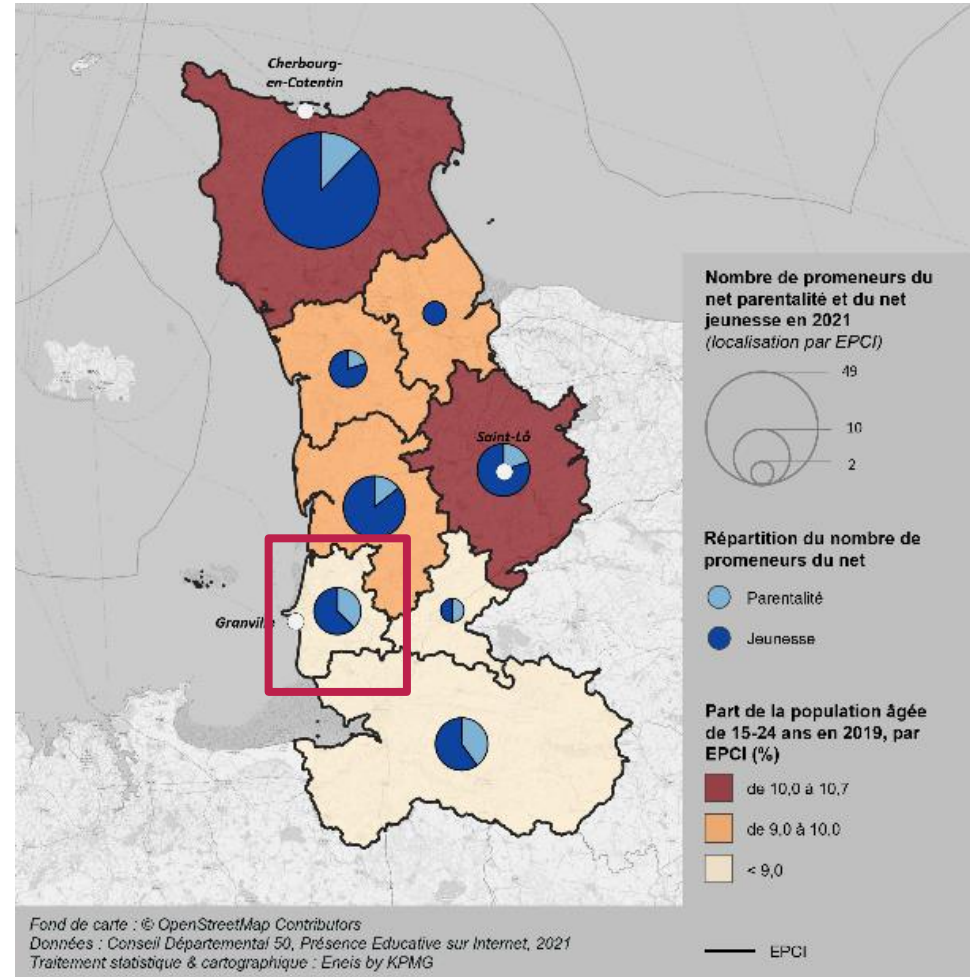 Cherbourg-
en-Cotentin
Saint-Lô
Granville
Nombre de promeneurs du
net parentalité et du net
jeunesse en 2021
(localisation par EPCI)
49
10
2
Répartition du nombre de
promeneurs du net
Parentalité
Jeunesse
Part de la population âgée
de 15-24 ans en 2019, par
EPCI (%)
de 10,0 à 10,7
de 9,0 à 10,0
< 9,0
EPCI
Fond de carte : © OpenStreetMap Contributors
Données : Conseil Départemental 50, Présence Educative sur Internet, 2021
Traitement statistique & cartographique : Eneis by KPMG